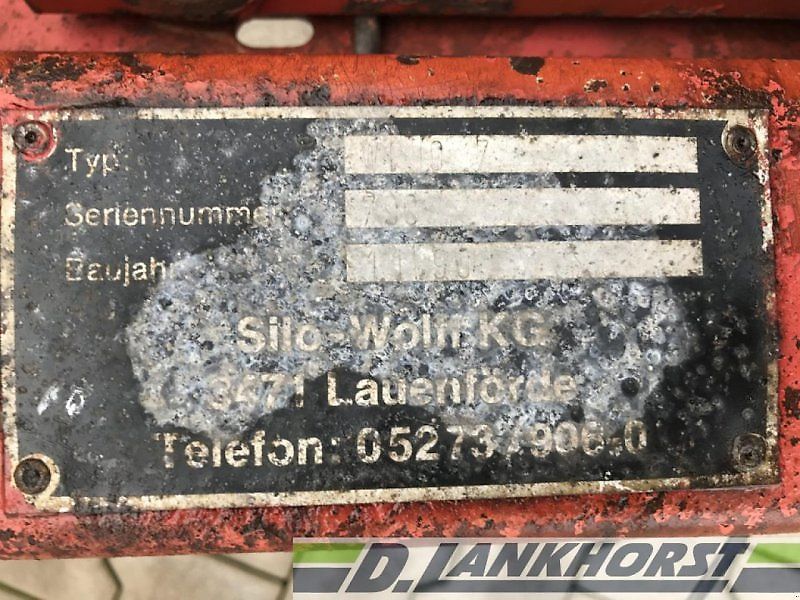 Typ:
Seriennummer
Baujahr
Silo-Wolff KG
3471 Lauenförde
Telefon: 05273/906-0
D. LANKHORST